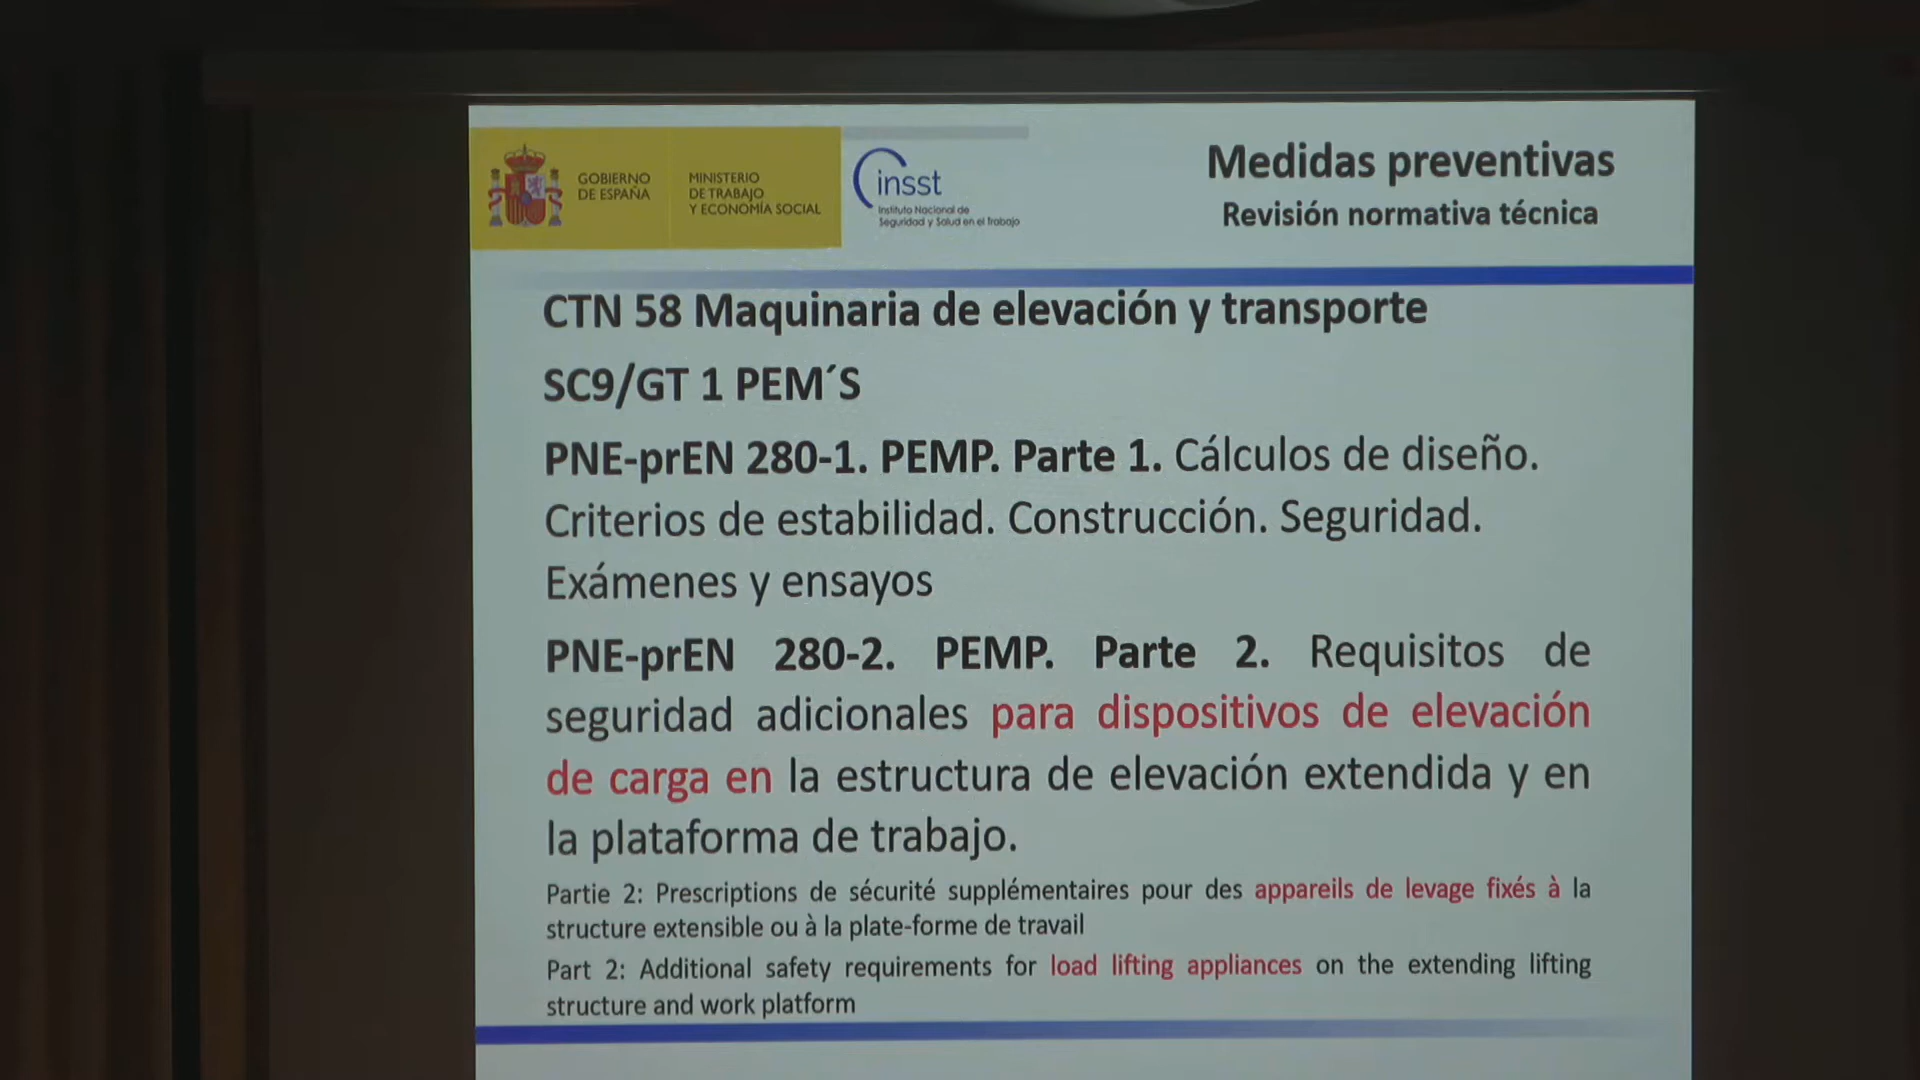 GOBIERNO
DE ESPAÑA
MINISTERIO
DE TRABAJO
Y ECONOMÍA SOCIAL
insst
Instituto Nacional de
Seguridad y Salud en el Trabajo
Medidas preventivas
Revisión normativa técnica
CTN 58 Maquinaria de elevación y transporte
SC9/GT 1 PEM´S
PNE-prEN 280-1. PEMP. Parte 1. Cálculos de diseño.
Criterios de estabilidad. Construcción. Seguridad.
Exámenes y ensayos
PNE-prEN 280-2. PEMP. Parte 2. Requisitos de
seguridad adicionales para dispositivos de elevación
de carga en la estructura de elevación extendida y en
la plataforma de trabajo.
Partie 2: Prescriptions de sécurité supplémentaires pour des appareils de levage fixés à la
structure extensible ou à la plate-forme de travail
Part 2: Additional safety requirements for load lifting appliances on the extending lifting
structure and work platform